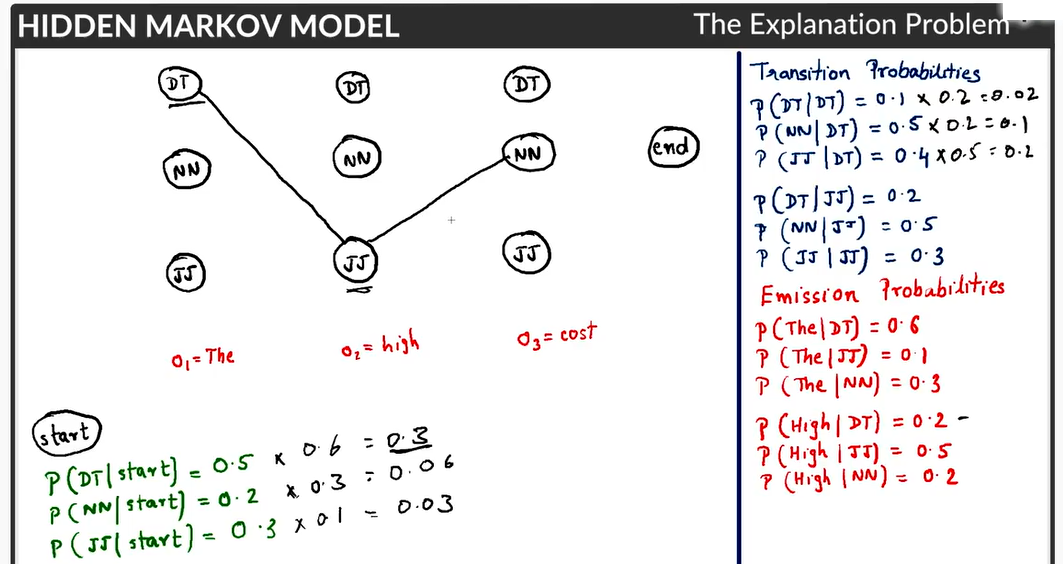 HIDDEN MARKOV MODEL
The Explanation Problem
DT
DT
DT
NN
NN
NN
end
JJ
JJ
JJ
O1 = The
O2 = high
O3 = cost
start
P(DT|start) = 0.5 × 0.6 = 0.3
P(NN|start) = 0.2 × 0.3 = 0.06
P(JJ|start) = 0.3 × 01 = 0.03
Transition Probabilities
P(DT|DT) = 0.1 × 0.2 = 0.02
P(NN|DT) = 0.5 × 0.2 = 0.1
P(JJ|DT) = 0.4 × 0.5 = 0.2
P(DT|JJ) = 0.2
P(NN|JJ) = 0.5
P(JJ|JJ) = 0.3
Emission Probabilities
P(The|DT) = 0.6
P(The|JJ) = 0.1
P(The|NN) = 0.3
P(High|DT) = 0.2 -
P(High|JJ) = 0.5
P(High|NN) = 0.2